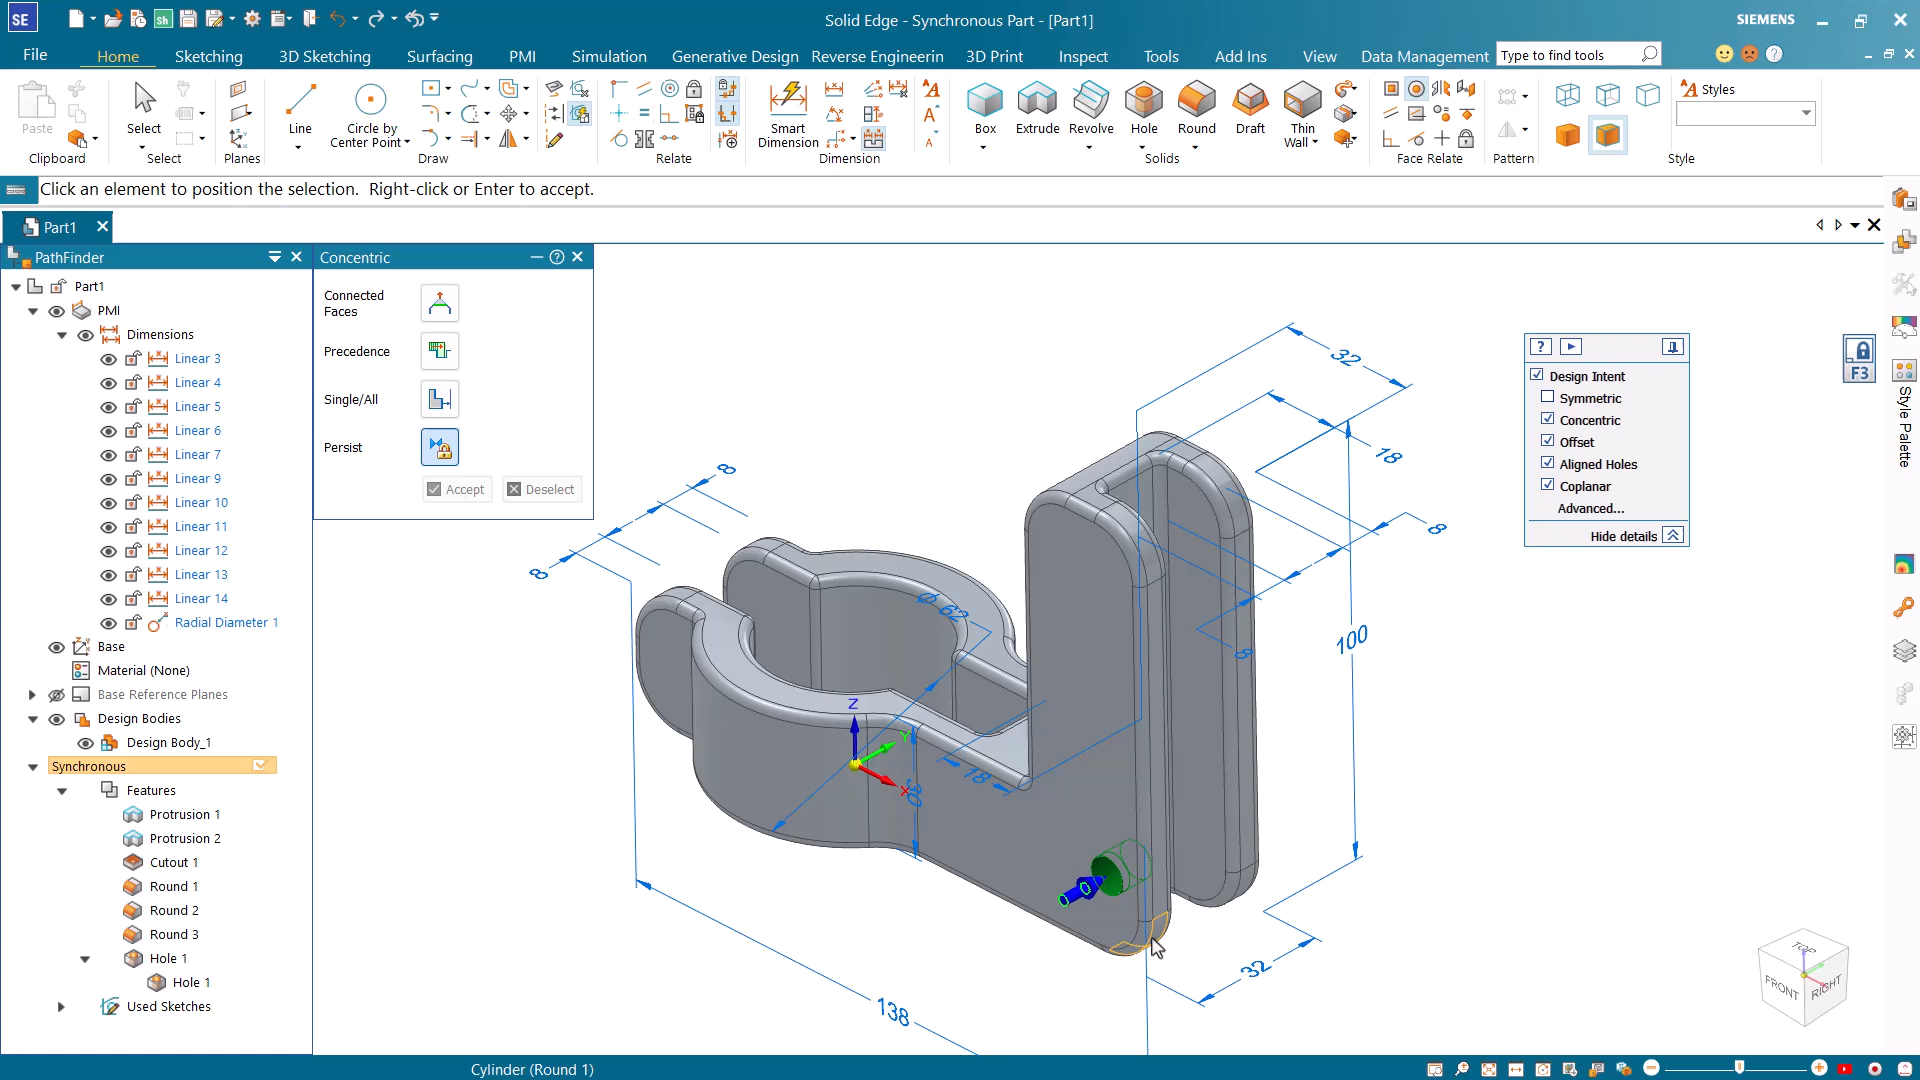 SE
Sh
Solid Edge - Synchronous Part - [Part1]
SIEMENS
File
Home
Sketching
3D Sketching
Surfacing
PMI
Simulation
Generative Design
Reverse Engineerin
3D Print
Inspect
Tools
Add Ins
View
Data Management
Type to find tools
Paste
Clipboard
Select
Select
Planes
Line
Circle by
Center Point
Draw
Relate
Smart
Dimension
Dimension
Box
Extrude
Revolve
Hole
Round
Draft
Thin
Wall
Solids
Face Relate
Pattern
Style
Styles
Click an element to position the selection.  Right-click or Enter to accept.
Part1
PathFinder
Part1
PMI
Dimensions
Linear 3
Linear 4
Linear 5
Linear 6
Linear 7
Linear 9
Linear 10
Linear 11
Linear 12
Linear 13
Linear 14
Radial Diameter 1
Base
Material (None)
Base Reference Planes
Design Bodies
Design Body_1
Synchronous
Features
Protrusion 1
Protrusion 2
Cutout 1
Round 1
Round 2
Round 3
Hole 1
Hole 1
Used Sketches
Concentric
Connected
Faces
Precedence
Single/All
Persist
Accept
Deselect
32
18
8
8
8
8
100
Ø 62
Z
Y
X
18
30
32
138
Design Intent
Symmetric
Concentric
Offset
Aligned Holes
Coplanar
Advanced...
Hide details
F3
Style Palette
TOP
FRONT
RIGHT
Cylinder (Round 1)